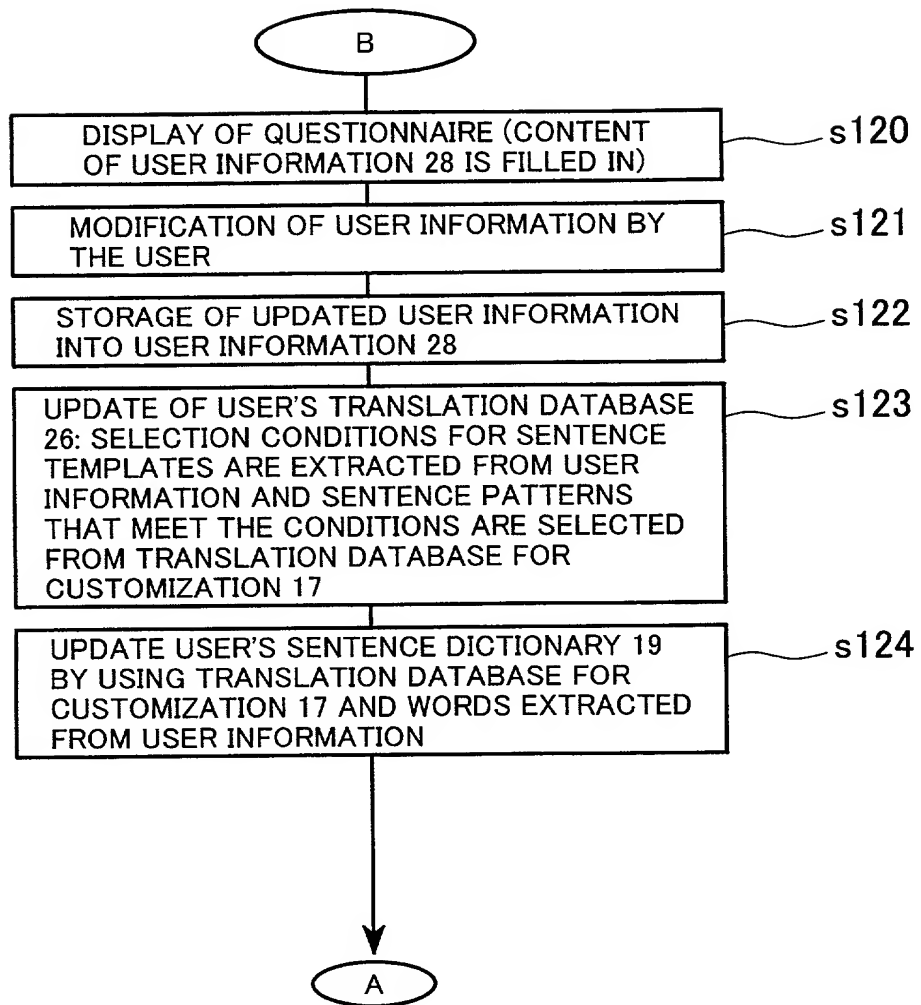 B
DISPLAY OF QUESTIONNAIRE (CONTENT
OF USER INFORMATION 28 IS FILLED IN)
s120
MODIFICATION OF USER INFORMATION BY
THE USER
s121
STORAGE OF UPDATED USER INFORMATION
INTO USER INFORMATION 28
s122
UPDATE OF USER'S TRANSLATION DATABASE
26: SELECTION CONDITIONS FOR SENTENCE
TEMPLATES ARE EXTRACTED FROM USER
INFORMATION AND SENTENCE PATTERNS
THAT MEET THE CONDITIONS ARE SELECTED
FROM TRANSLATION DATABASE FOR
CUSTOMIZATION 17
s123
UPDATE USER'S SENTENCE DICTIONARY 19
BY USING TRANSLATION DATABASE FOR
CUSTOMIZATION 17 AND WORDS EXTRACTED
FROM USER INFORMATION
s124
A